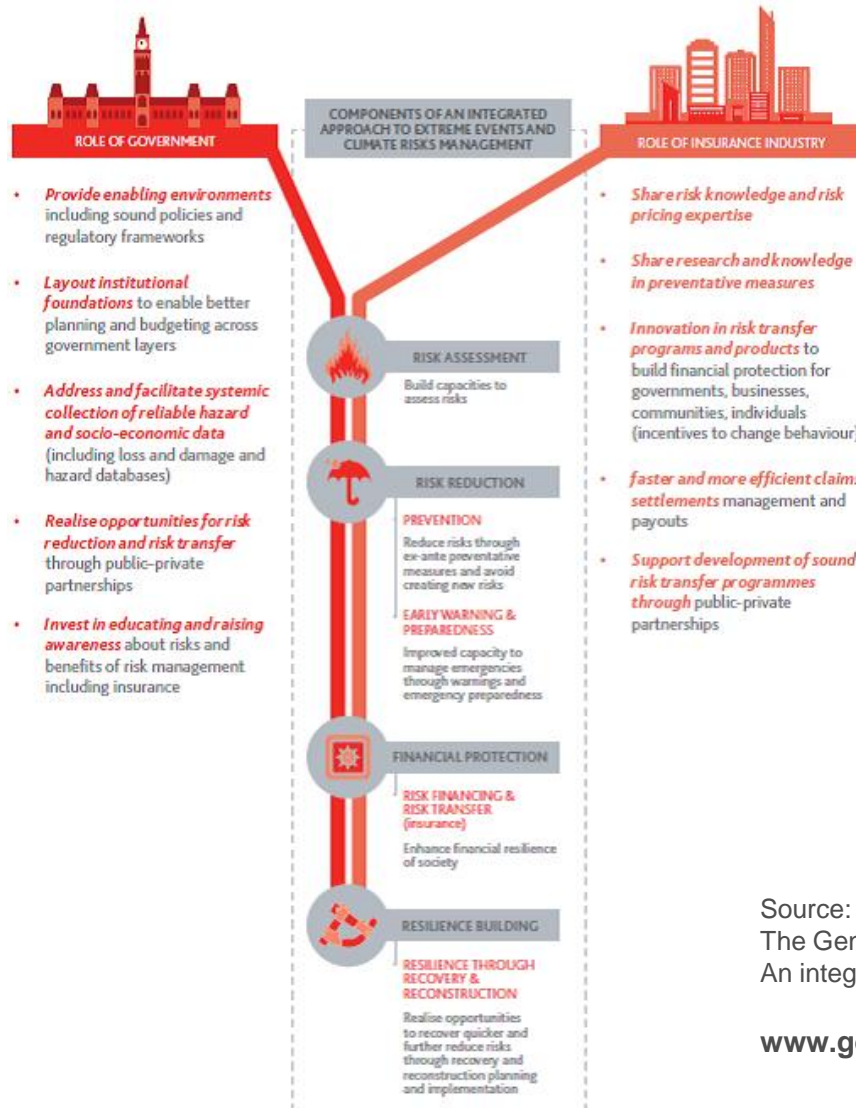 ROLE OF GOVERNMENT
• Provide enabling environments
including sound policies and
regulatory frameworks
• Layout institutional
foundations to enable better
planning and budgeting across
government layers
• Address and facilitate systemic
collection of reliable hazard
and socio-economic data
(including loss and damage and
hazard databases)
• Realise opportunities for risk
reduction and risk transfer
through public-private
partnerships
• Invest in educating and raising
awareness about risks and
benefits of risk management
including insurance
COMPONENTS OF AN INTEGRATED
APPROACH TO EXTREME EVENTS AND
CLIMATE RISKS MANAGEMENT
RISK ASSESSMENT
Build capacities to
assess risks
RISK REDUCTION
PREVENTION
Reduce risks through
ex-ante preventative
measures and avoid
creating new risks
EARLY WARNING &
PREPAREDNESS
Improved capacity to
manage emergencies
through warnings and
emergency preparedness
FINANCIAL PROTECTION
RISK FINANCING &
RISK TRANSFER
(insurance)
Enhance financial resilience
of society
RESILIENCE BUILDING
RESILIENCE THROUGH
RECOVERY &
RECONSTRUCTION
Realise opportunities
to recover quicker and
further reduce risks
through recovery and
reconstruction planning
and implementation
ROLE OF INSURANCE INDUSTRY
• Share risk knowledge and risk
pricing expertise
• Share research and knowledge
in preventative measures
• Innovation in risk transfer
programs and products to
build financial protection for
governments, businesses,
communities, individuals
(incentives to change behaviour)
• faster and more efficient claim
settlements management and
payouts
• Support development of sound
risk transfer programmes
through public-private
partnerships
Source:
The Gen
An integ
www.ge